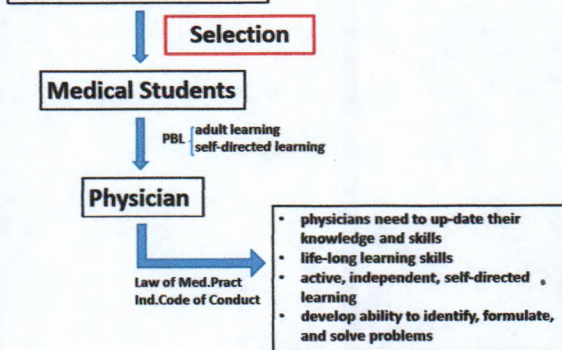 Selection
Medical Students
PBL
adult learning
self-directed learning
Physician
Law of Med.Pract
Ind.Code of Conduct
• physicians need to up-date their
knowledge and skills
• life-long learning skills
• active, independent, self-directed
learning
• develop ability to identify, formulate,
and solve problems